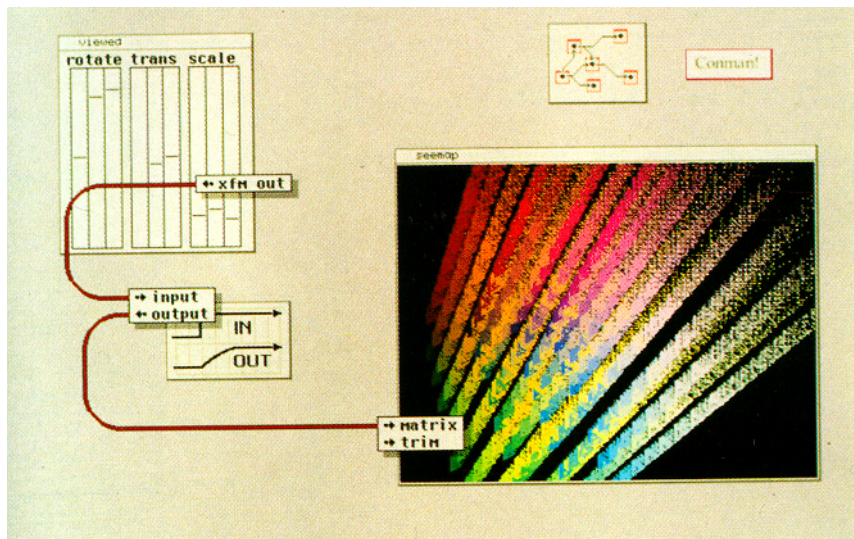 viewed
rotate trans scale
xfm out
input
output
IN
OUT
Conman!
seemap
matrix
trim